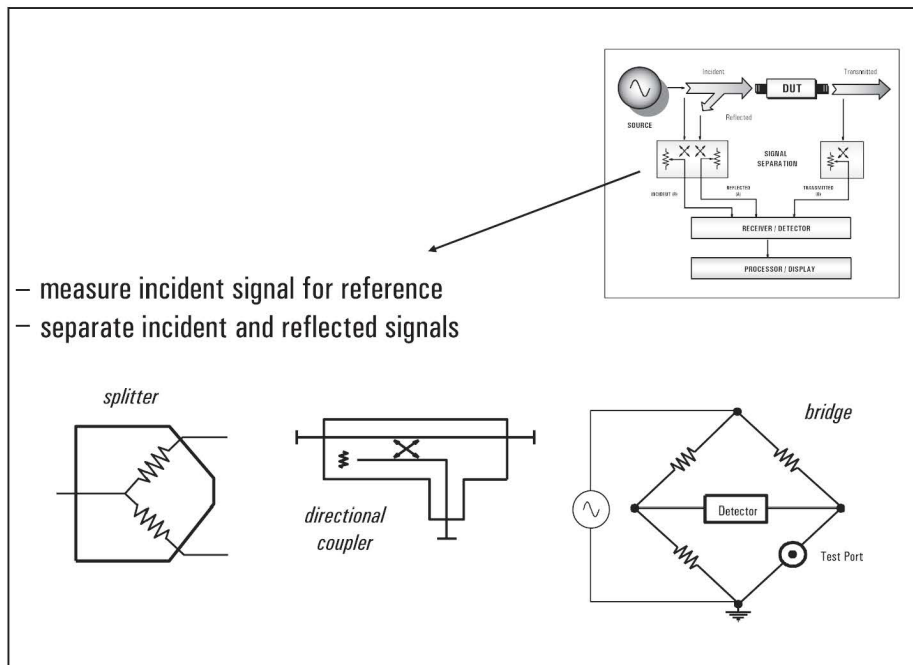 Incident
Transmitted
DUT
SOURCE
Reflected
SIGNAL
SEPARATION
INCIDENT (R)
REFLECTED
(A)
TRANSMITTED
(B)
RECEIVER / DETECTOR
PROCESSOR / DISPLAY
– measure incident signal for reference
– separate incident and reflected signals
splitter
directional
coupler
bridge
Detector
Test Port